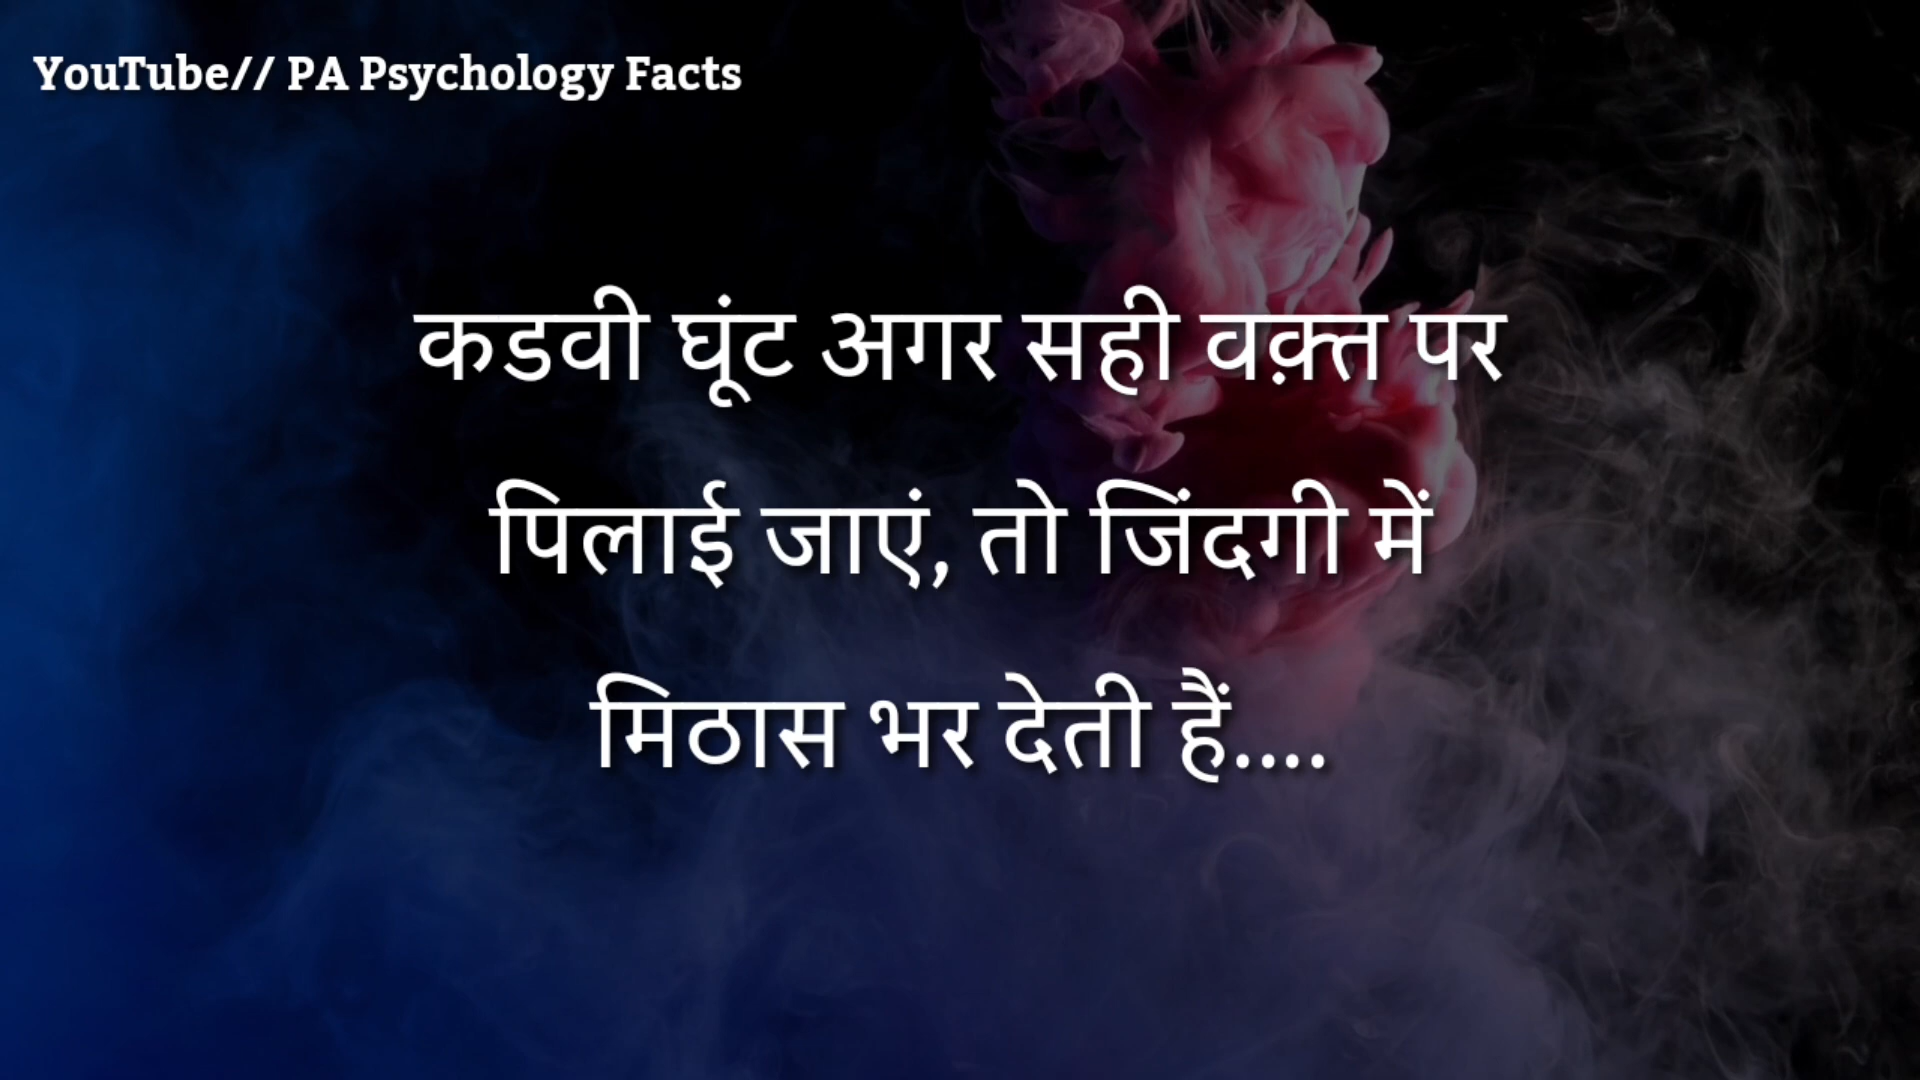 YouTube// PA Psychology Facts
कडवी घूंट अगर सही वक़्त पर
पिलाई जाएं, तो जिंदगी में
मिठास भर देती हैं....